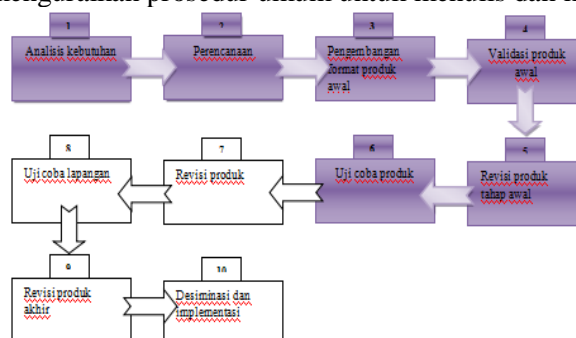 1
Analisis kebutuhan
2
Perencanaan
3
Pengembangan
format produk
awal
4
Validasi produk
awal
5
Revisi produk
tahap awal
6
Uji coba produk
7
Revisi produk
8
Uji coba lapangan
9
Revisi produk
akhir
10
Desiminasi dan
implementasi